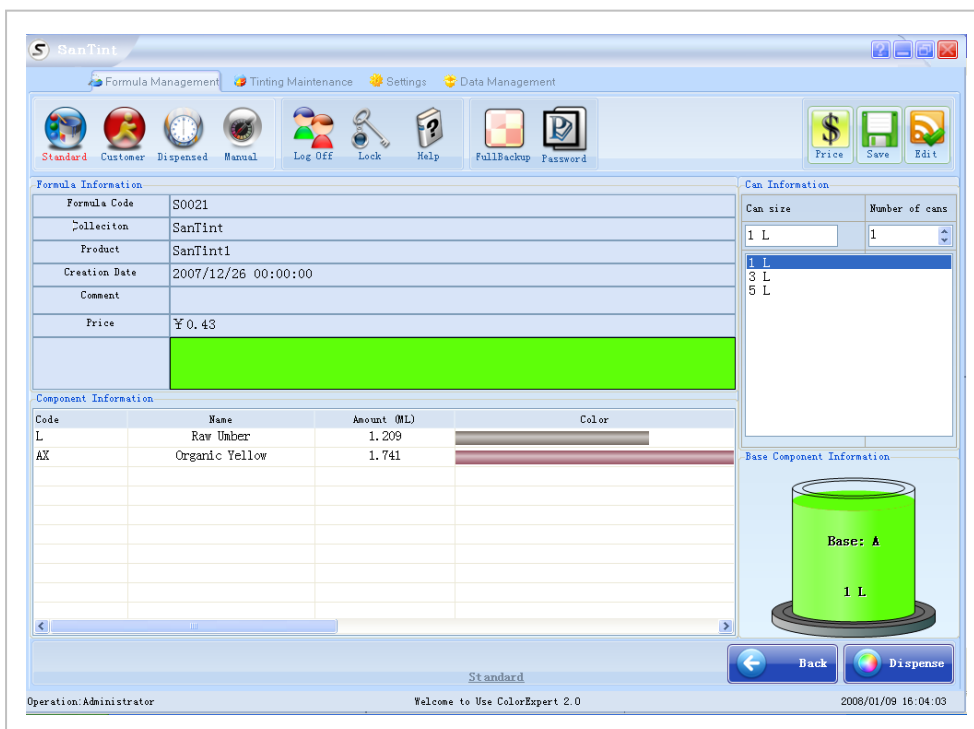 S SanTint
Formula Management Tinting Maintenance Settings Data Management
Standard Customer Dispensed Manual Log Off Lock Help FullBackup Password Price Save Edit
Formula Information
Formula Code S0021
Colleciton SanTint
Product SanTint1
Creation Date 2007/12/26 00:00:00
Comment
Price ¥0.43
Can Information
Can size Number of cans
1 L 1
1 L
3 L
5 L
Component Information
Code Name Amount (ML) Color
L Raw Umber 1.209
AX Organic Yellow 1.741
Base Component Information
Base: A
1 L
Standard
Back Dispense
Operation:Administrator Welcome to Use ColorExpert 2.0 2008/01/09 16:04:03